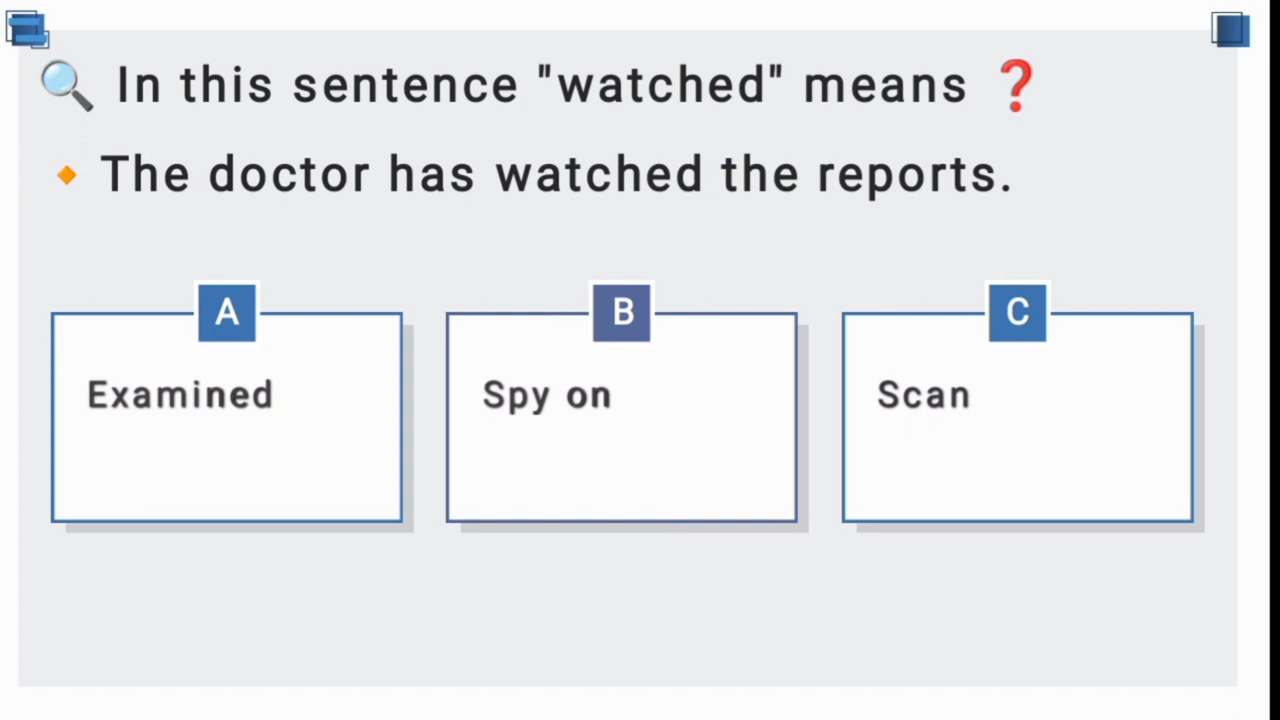 🔍 In this sentence "watched" means ❓
🔸 The doctor has watched the reports.
A
Examined
B
Spy on
C
Scan